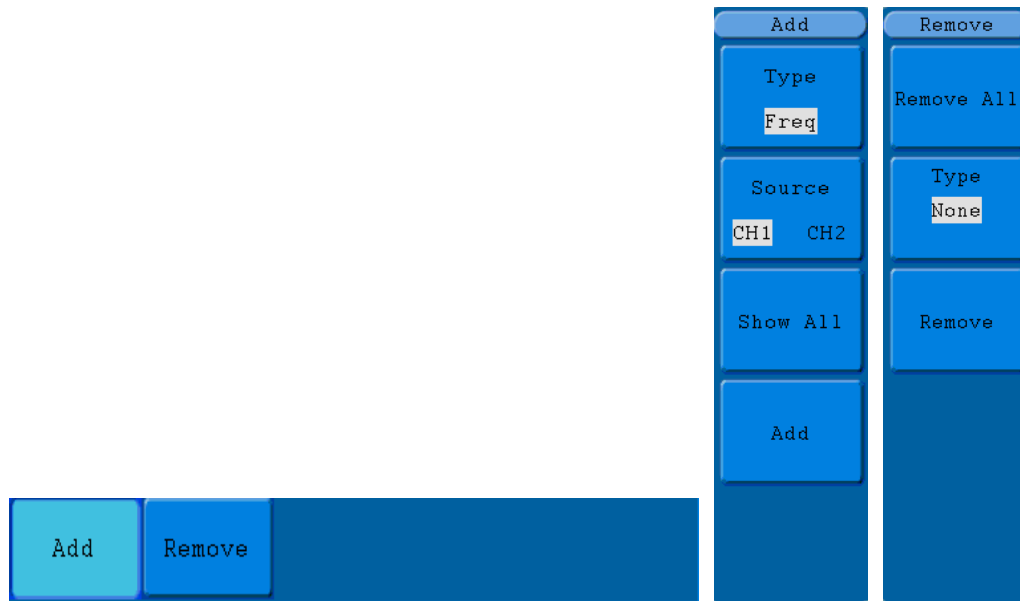 Add
Type
Freq
Source
CH1 CH2
Show All
Add
Remove
Remove All
Type
None
Remove
Add Remove